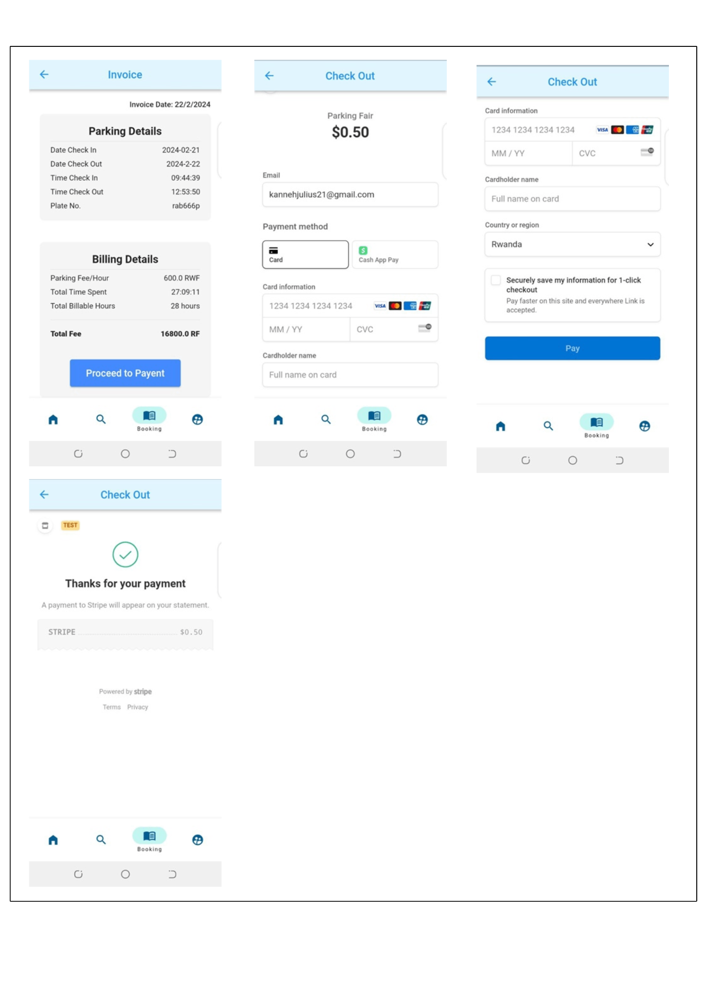 Invoice
Invoice Date: 22/2/2024
Parking Details
Date Check In 2024-02-21
Date Check Out 2024-2-22
Time Check In 09:44:39
Time Check Out 12:53:50
Plate No. rab666p
Billing Details
Parking Fee/Hour 600.0 RWF
Total Time Spent 27:09:11
Total Billable Hours 28 hours
Total Fee 16800.0 RF
Proceed to Payent
Booking
Check Out
Parking Fair
$0.50
Email
kannehjulius21@gmail.com
Payment method
Card
Cash App Pay
Card information
1234 1234 1234 1234 VISA
MM / YY CVC
Cardholder name
Full name on card
Booking
Check Out
Card information
1234 1234 1234 1234 VISA
MM / YY CVC
Cardholder name
Full name on card
Country or region
Rwanda
Securely save my information for 1-click
checkout
Pay faster on this site and everywhere Link is
accepted.
Pay
Booking
Check Out
TEST
Thanks for your payment
A payment to Stripe will appear on your statement.
STRIPE $0.50
Powered by stripe
Terms Privacy
Booking